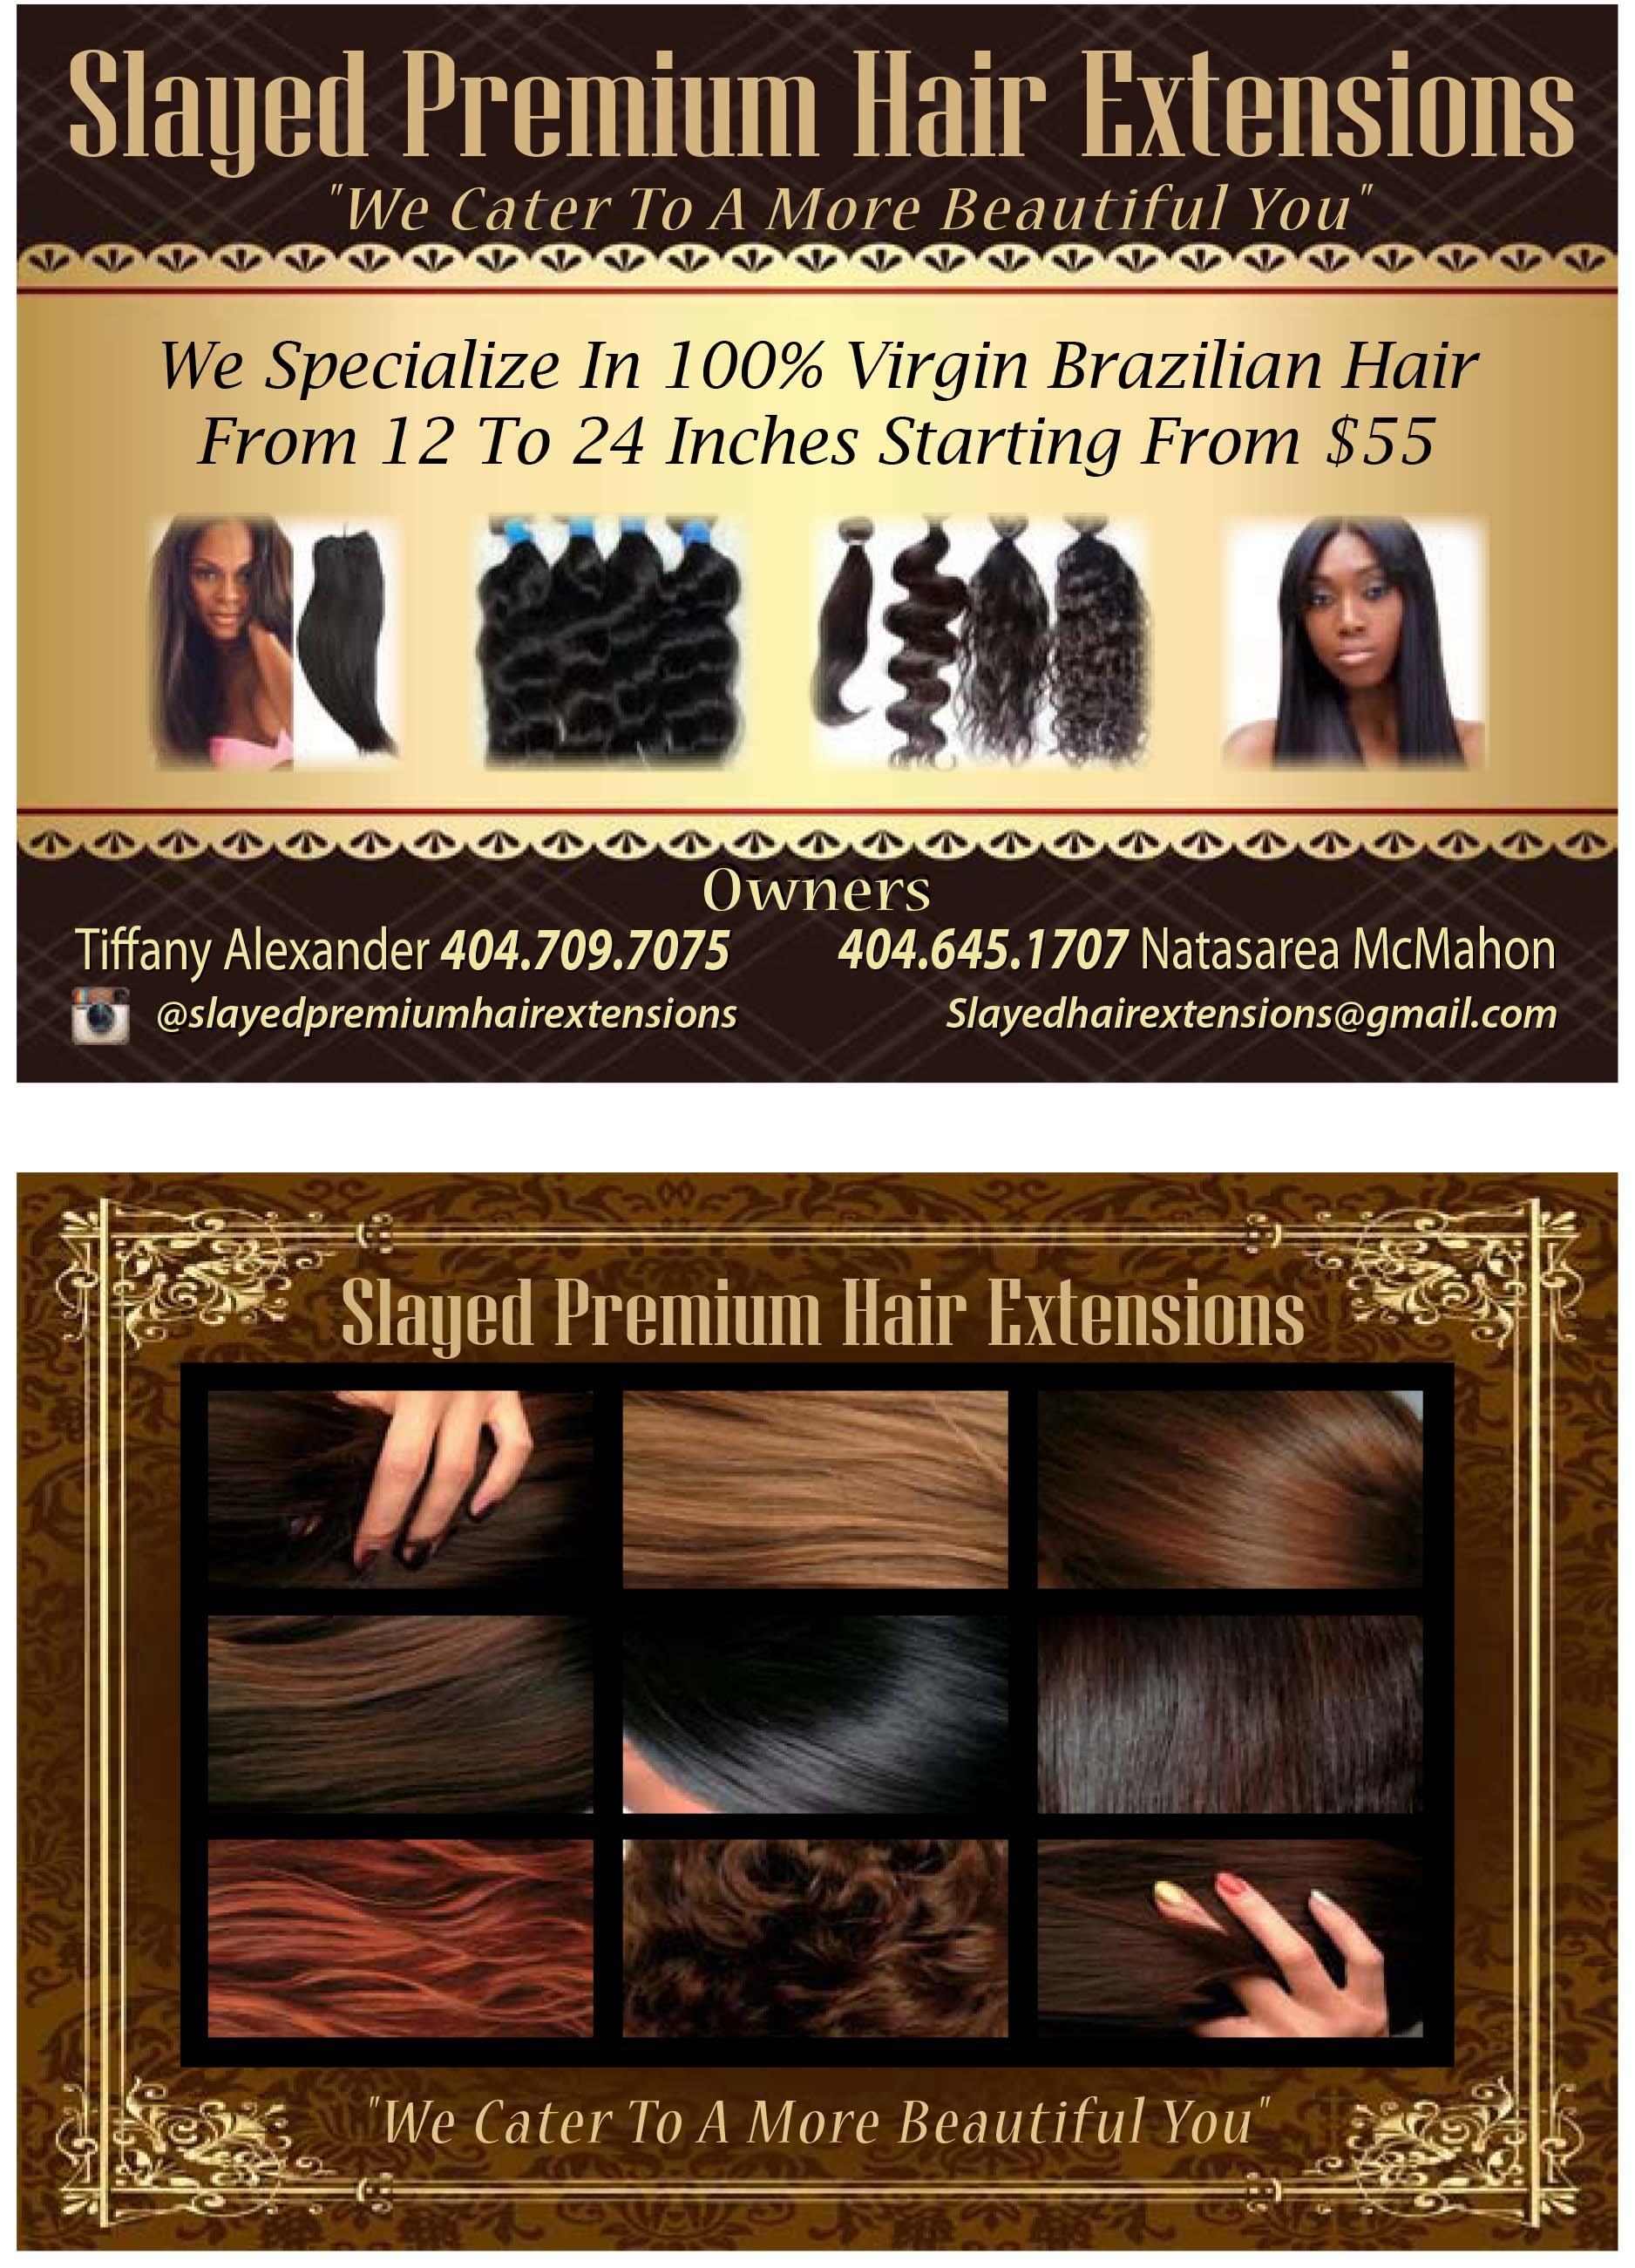 Slayed Premium Hair Extensions
"We Cater To A More Beautiful You"
We Specialize In 100% Virgin Brazilian Hair
From 12 To 24 Inches Starting From $55
Owners
Tiffany Alexander 404.709.7075
404.645.1707 Natasarea McMahon
@slayedpremiumhairextensions
Slayedhairextensions@gmail.com
Slayed Premium Hair Extensions
"We Cater To A More Beautiful You"